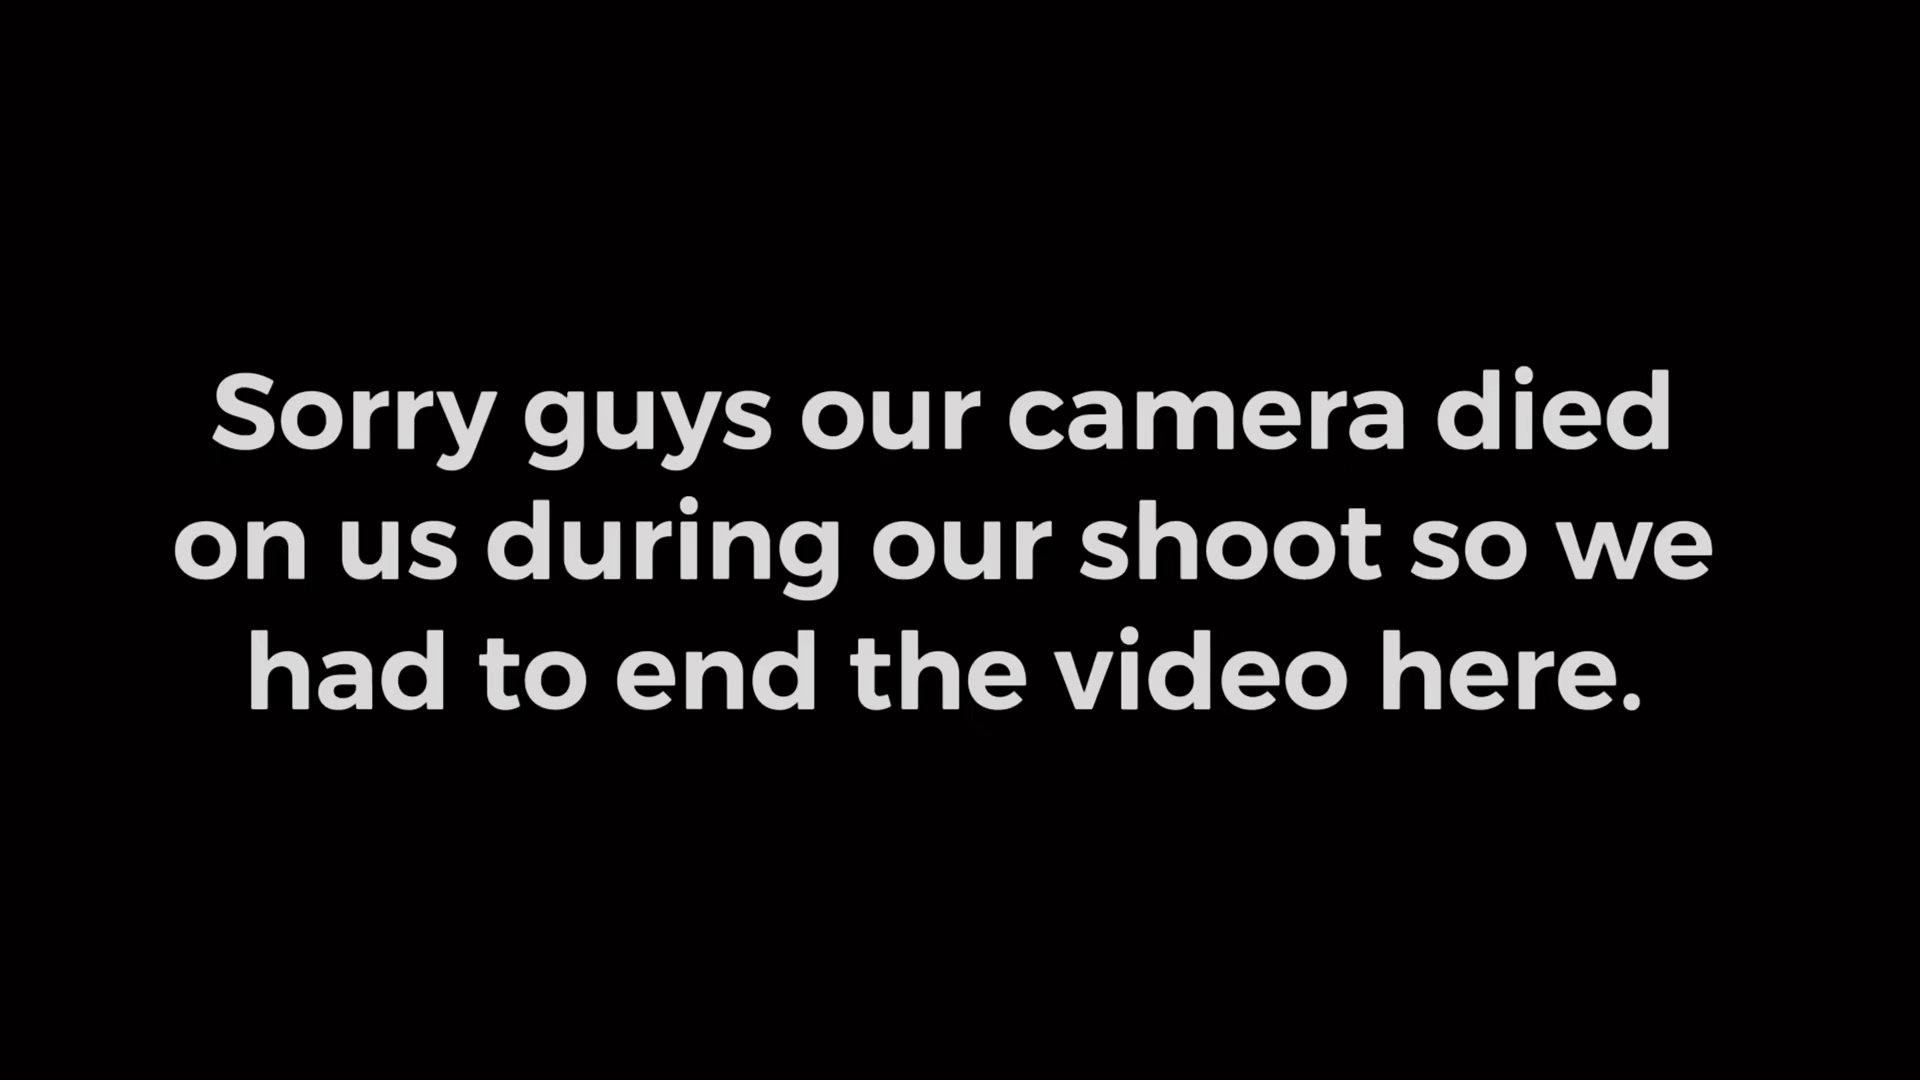 Sorry guys our camera died
on us during our shoot so we
had to end the video here.